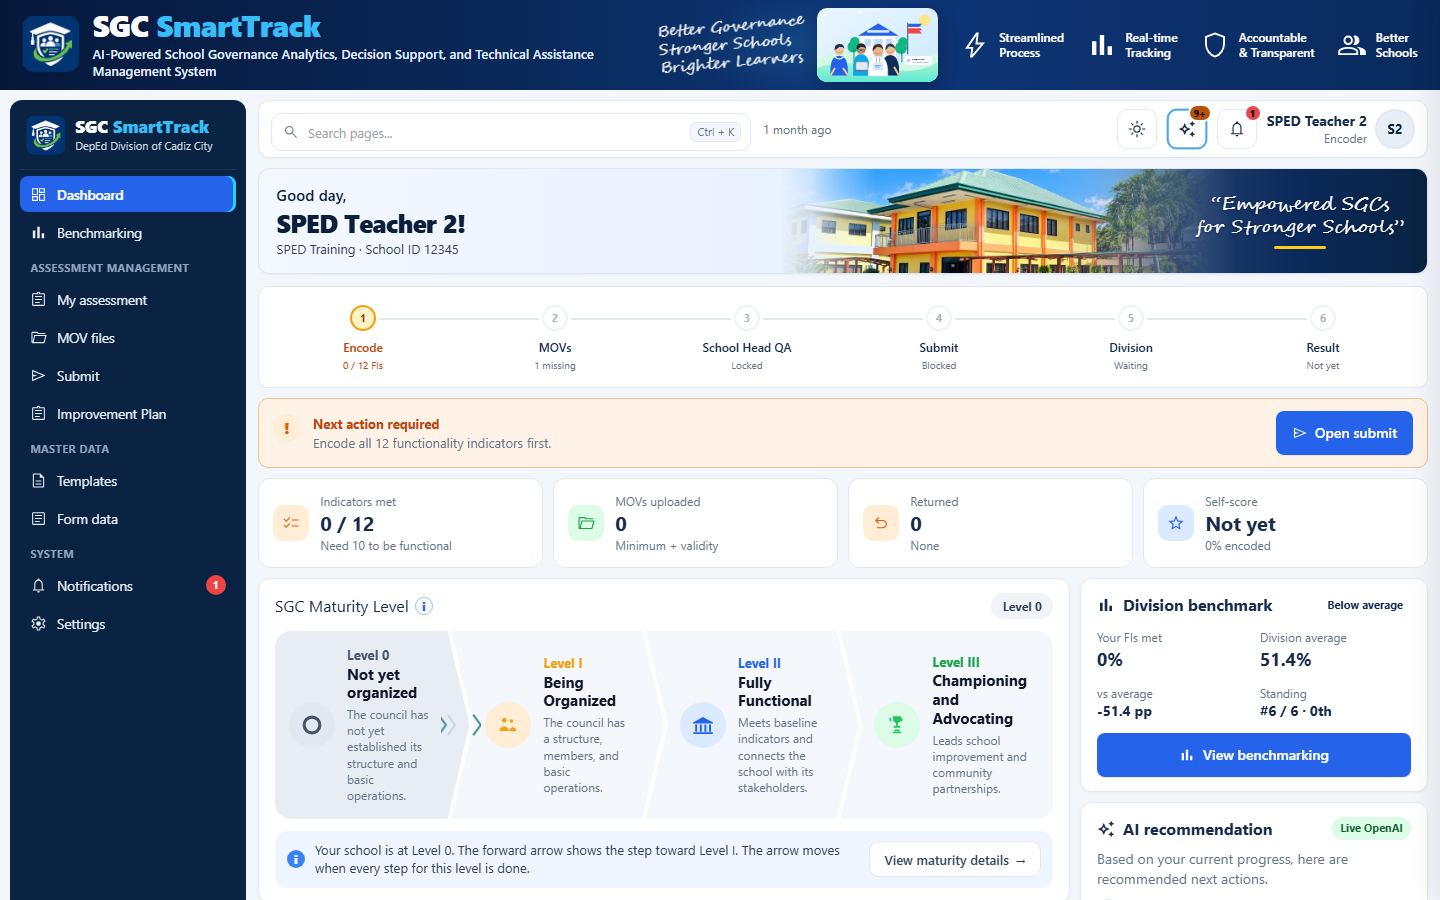 SGC SmartTrack
AI-Powered School Governance Analytics, Decision Support, and Technical Assistance
Management System
Better Governance
Stronger Schools
Brighter Learners
Streamlined
Process
Real-time
Tracking
Accountable
& Transparent
Better
Schools
SGC SmartTrack
DepEd Division of Cadiz City
Dashboard
Benchmarking
ASSESSMENT MANAGEMENT
My assessment
MOV files
Submit
Improvement Plan
MASTER DATA
Templates
Form data
SYSTEM
Notifications
1
Settings
Search pages...
Ctrl + K
1 month ago
9+
1
SPED Teacher 2
Encoder
S2
Good day,
SPED Teacher 2!
SPED Training · School ID 12345
“Empowered SGCs
for Stronger Schools”
1
Encode
0 / 12 FIs
2
MOVs
1 missing
3
School Head QA
Locked
4
Submit
Blocked
5
Division
Waiting
6
Result
Not yet
Next action required
Encode all 12 functionality indicators first.
Open submit
Indicators met
0 / 12
Need 10 to be functional
MOVs uploaded
0
Minimum + validity
Returned
0
None
Self-score
Not yet
0% encoded
SGC Maturity Level
Level 0
Level 0
Not yet
organized
The council has
not yet
established its
structure and
basic
operations.
Level I
Being
Organized
The council has
a structure,
members, and
basic
operations.
Level II
Fully
Functional
Meets baseline
indicators and
connects the
school with its
stakeholders.
Level III
Championing
and
Advocating
Leads school
improvement and
community
partnerships.
Your school is at Level 0. The forward arrow shows the step toward Level I. The arrow moves
when every step for this level is done.
View maturity details →
Division benchmark
Below average
Your FIs met
0%
Division average
51.4%
vs average
-51.4 pp
Standing
#6 / 6 · 0th
View benchmarking
AI recommendation
Live OpenAI
Based on your current progress, here are
recommended next actions.